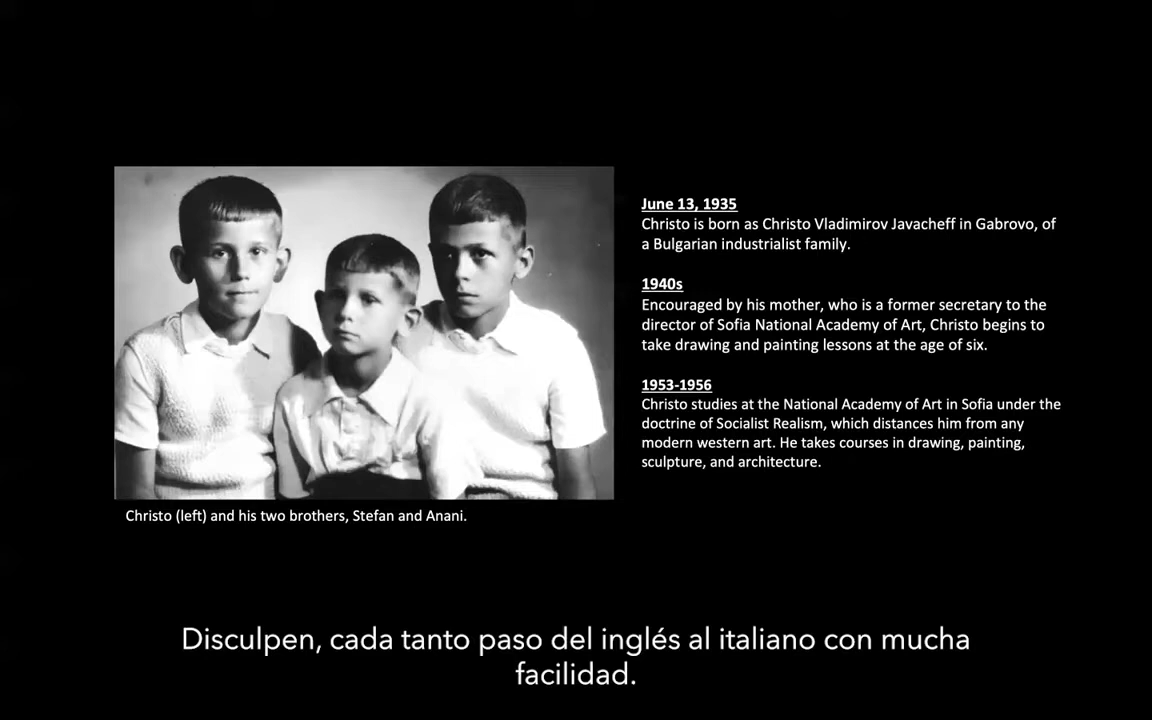 June 13, 1935
Christo is born as Christo Vladimirov Javacheff in Gabrovo, of
a Bulgarian industrialist family.
1940s
Encouraged by his mother, who is a former secretary to the
director of Sofia National Academy of Art, Christo begins to
take drawing and painting lessons at the age of six.
1953-1956
Christo studies at the National Academy of Art in Sofia under the
doctrine of Socialist Realism, which distances him from any
modern western art. He takes courses in drawing, painting,
sculpture, and architecture.
Christo (left) and his two brothers, Stefan and Anani.
Disculpen, cada tanto paso del inglés al italiano con mucha
facilidad.